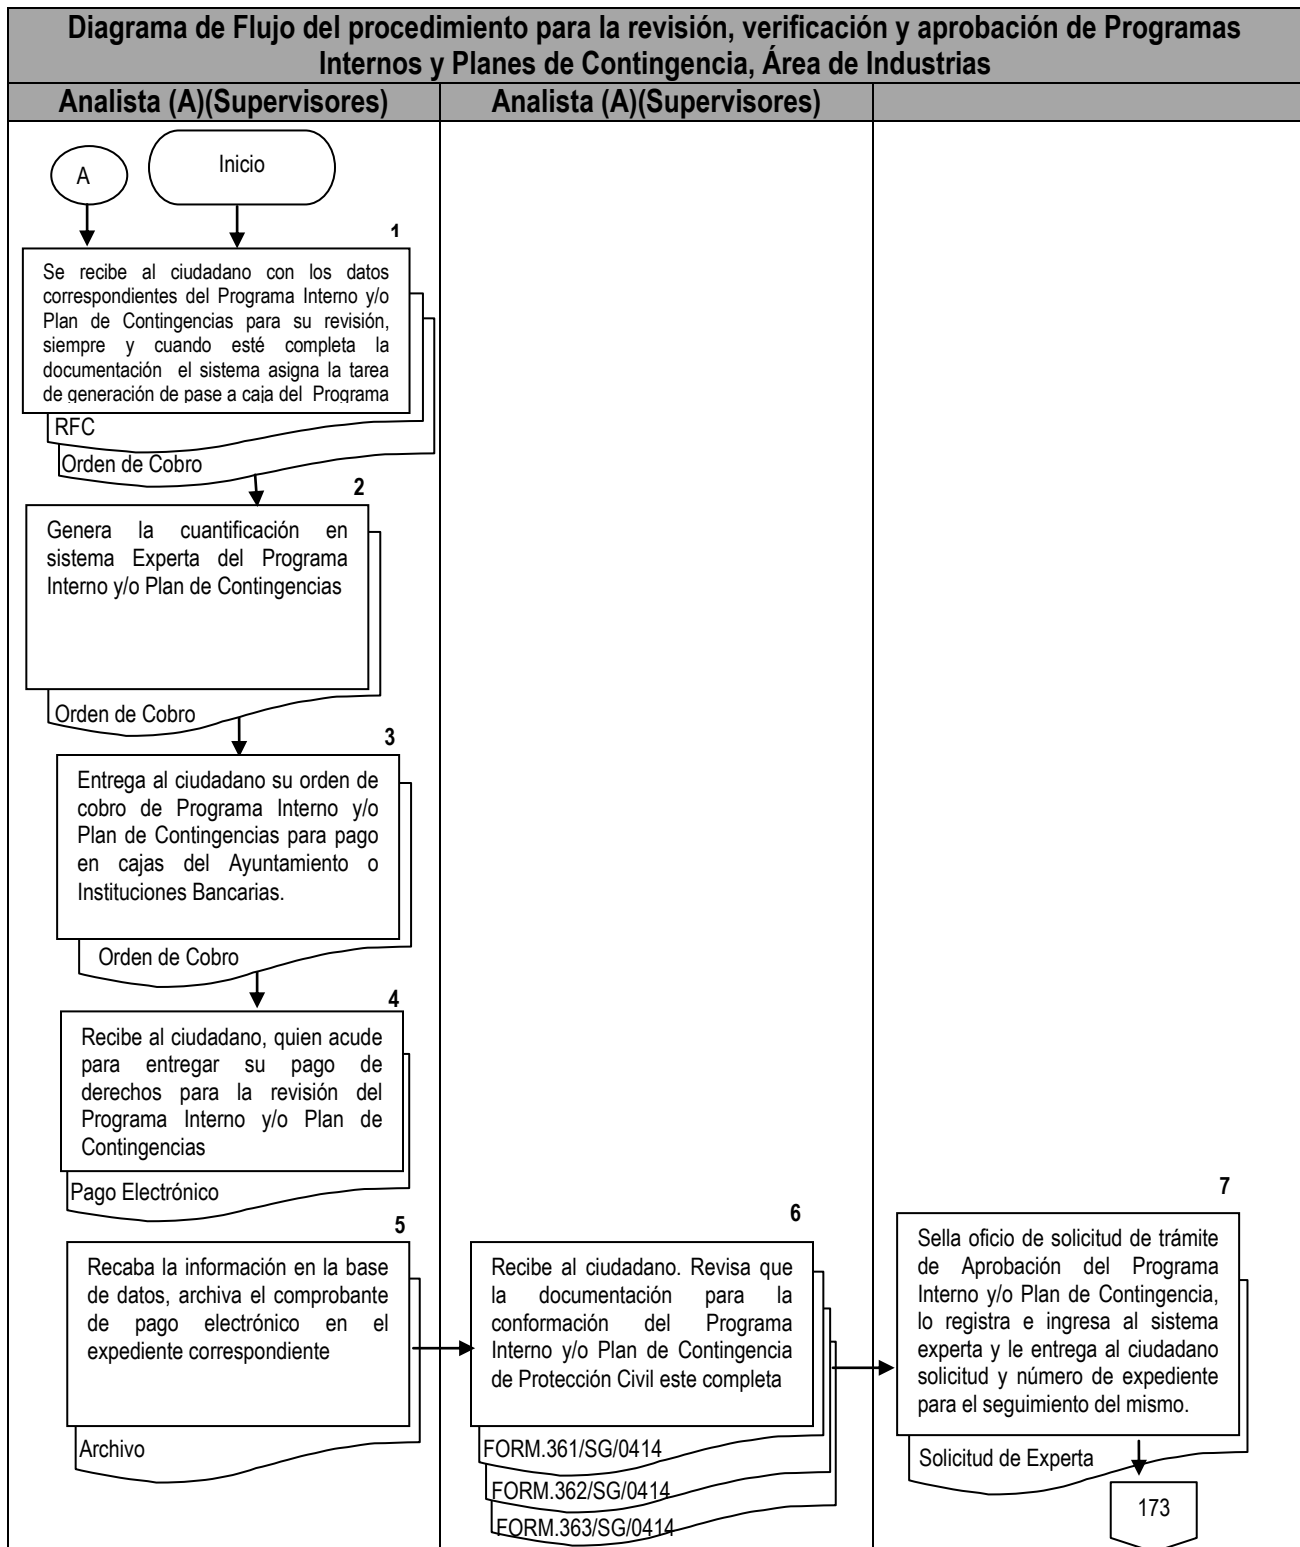 Diagrama de Flujo del procedimiento para la revisión, verificación y aprobación de Programas
Internos y Planes de Contingencia, Área de Industrias
Analista (A)(Supervisores)
Analista (A)(Supervisores)
A
Inicio
1
Se recibe al ciudadano con los datos
correspondientes del Programa Interno y/o
Plan de Contingencias para su revisión,
siempre y cuando esté completa la
documentación el sistema asigna la tarea
de generación de pase a caja del Programa
RFC
Orden de Cobro
2
Genera la cuantificación en
sistema Experta del Programa
Interno y/o Plan de Contingencias
Orden de Cobro
3
Entrega al ciudadano su orden de
cobro de Programa Interno y/o
Plan de Contingencias para pago
en cajas del Ayuntamiento o
Instituciones Bancarias.
Orden de Cobro
4
Recibe al ciudadano, quien acude
para entregar su pago de
derechos para la revisión del
Programa Interno y/o Plan de
Contingencias
Pago Electrónico
5
Recaba la información en la base
de datos, archiva el comprobante
de pago electrónico en el
expediente correspondiente
Archivo
6
Recibe al ciudadano. Revisa que
la documentación para la
conformación del Programa
Interno y/o Plan de Contingencia
de Protección Civil este completa
FORM.361/SG/0414
FORM.362/SG/0414
FORM.363/SG/0414
7
Sella oficio de solicitud de trámite
de Aprobación del Programa
Interno y/o Plan de Contingencia,
lo registra e ingresa al sistema
experta y le entrega al ciudadano
solicitud y número de expediente
para el seguimiento del mismo.
Solicitud de Experta
173